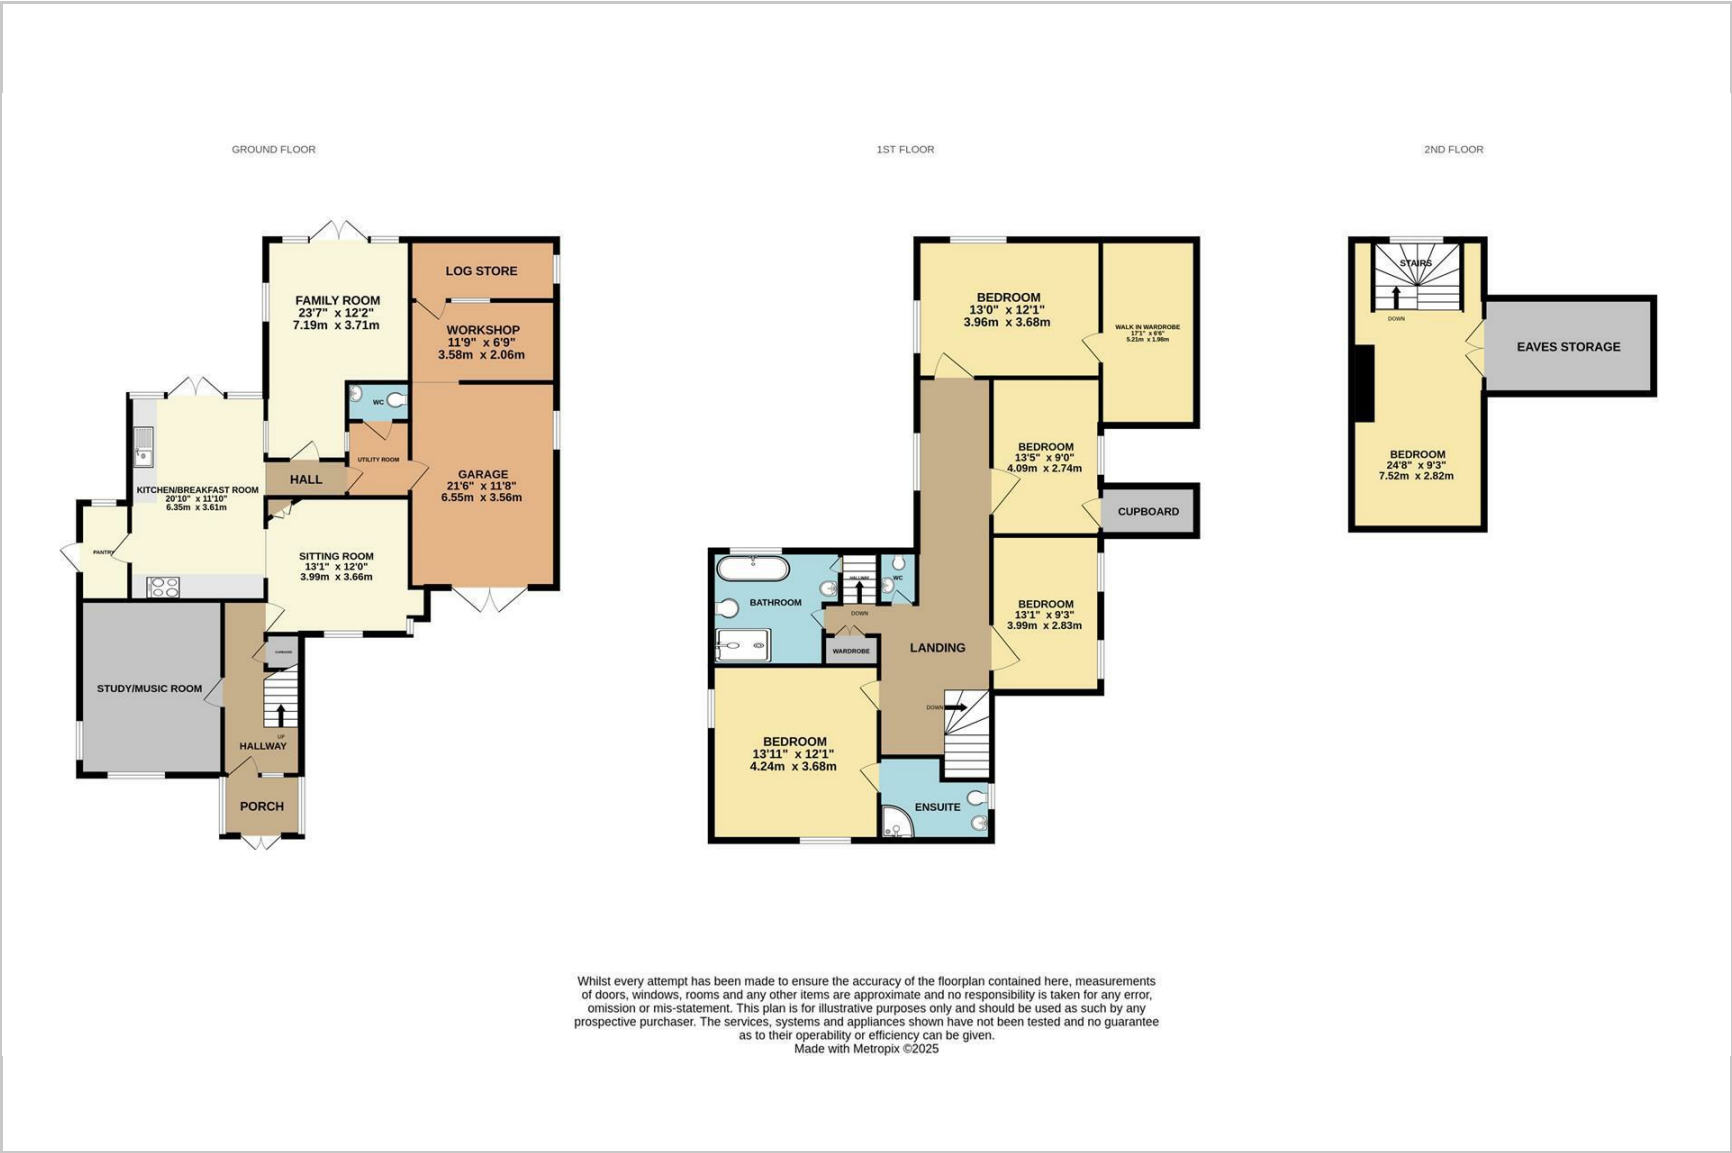 GROUND FLOOR
FAMILY ROOM
23'7" x 12'2"
7.19m x 3.71m
LOG STORE
WORKSHOP
11'9" x 6'9"
3.58m x 2.06m
WC
UTILITY ROOM
GARAGE
21'6" x 11'8"
6.55m x 3.56m
HALL
KITCHEN/BREAKFAST ROOM
20'10" x 11'10"
6.35m x 3.61m
PANTRY
SITTING ROOM
13'1" x 12'0"
3.99m x 3.66m
STUDY/MUSIC ROOM
UP
HALLWAY
PORCH
1ST FLOOR
BEDROOM
13'0" x 12'1"
3.96m x 3.68m
WALK IN WARDROBE
17'1" x 6'6"
5.21m x 1.98m
BEDROOM
13'5" x 9'0"
4.09m x 2.74m
CUPBOARD
BATHROOM
HALLWAY
WC
DOWN
WARDROBE
LANDING
BEDROOM
13'1" x 9'3"
3.99m x 2.83m
DOWN
BEDROOM
13'11" x 12'1"
4.24m x 3.68m
ENSUITE
2ND FLOOR
STAIRS
DOWN
EAVES STORAGE
BEDROOM
24'8" x 9'3"
7.52m x 2.82m
Whilst every attempt has been made to ensure the accuracy of the floorplan contained here, measurements
of doors, windows, rooms and any other items are approximate and no responsibility is taken for any error,
omission or mis-statement. This plan is for illustrative purposes only and should be used as such by any
prospective purchaser. The services, systems and appliances shown have not been tested and no guarantee
as to their operability or efficiency can be given.
Made with Metropix ©2025